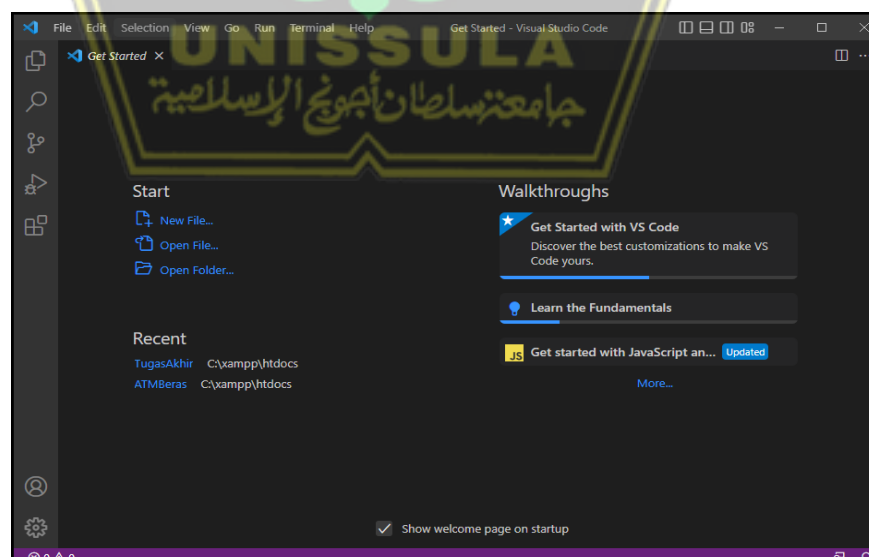 File Edit Selection View Go Run Terminal Help Get Started - Visual Studio Code
Get Started
UNISSULA
جامعة سلطان أجونج الإسلامية
Start
New File...
Open File...
Open Folder...
Walkthroughs
Get Started with VS Code
Discover the best customizations to make VS
Code yours.
Learn the Fundamentals
JS Get started with JavaScript an... Updated
More...
Recent
TugasAkhir C:\xampp\htdocs
ATMBeras C:\xampp\htdocs
Show welcome page on startup